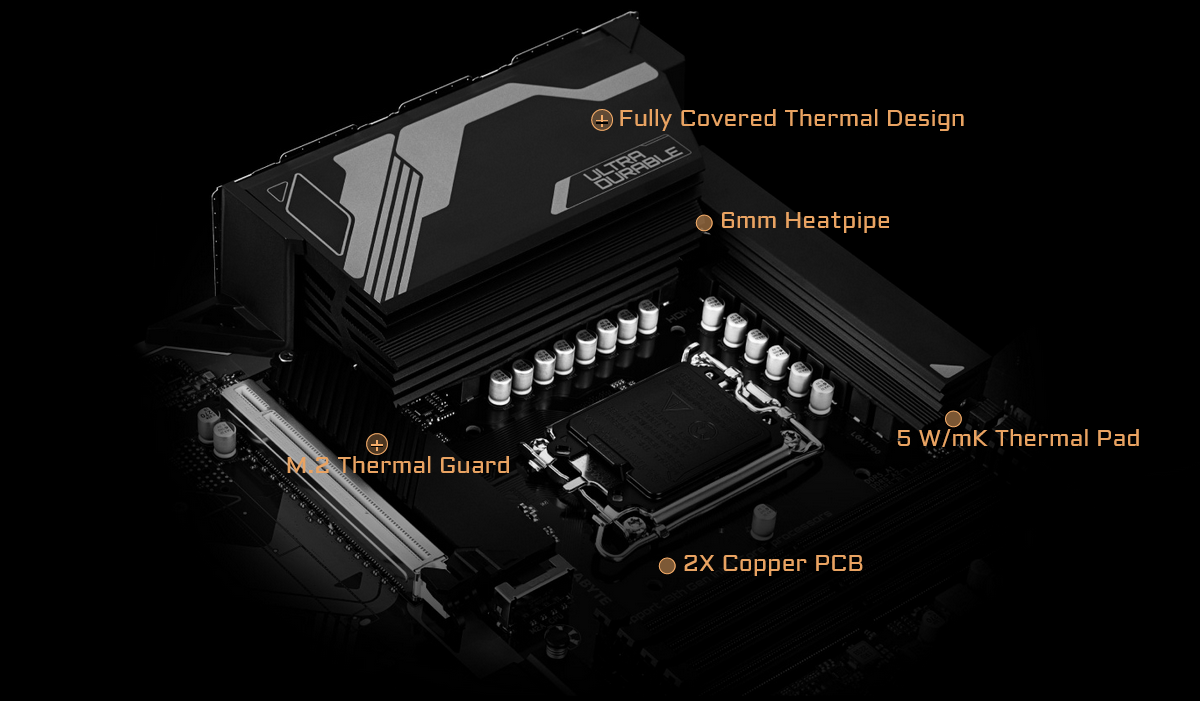 Fully Covered Thermal Design
ULTRA
DURABLE
6mm Heatpipe
5 W/mK Thermal Pad
M.2 Thermal Guard
2X Copper PCB